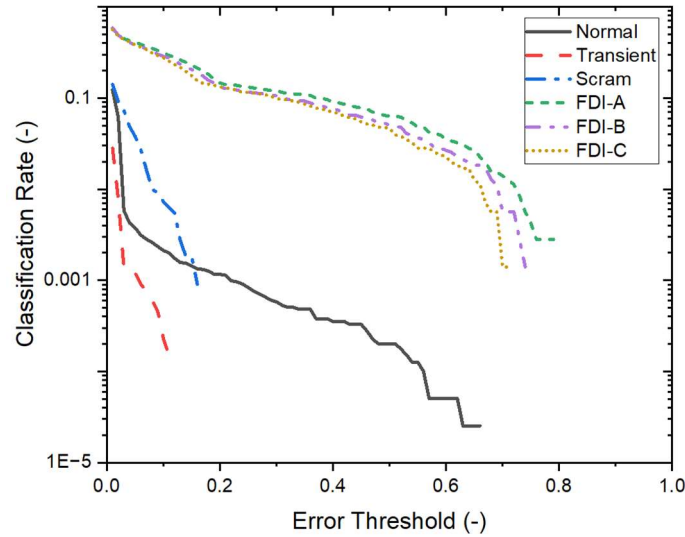 Normal
Transient
Scram
FDI-A
FDI-B
FDI-C
Classification Rate (-)
0.1
0.001
1E−5
0.0
0.2
0.4
0.6
0.8
1.0
Error Threshold (-)